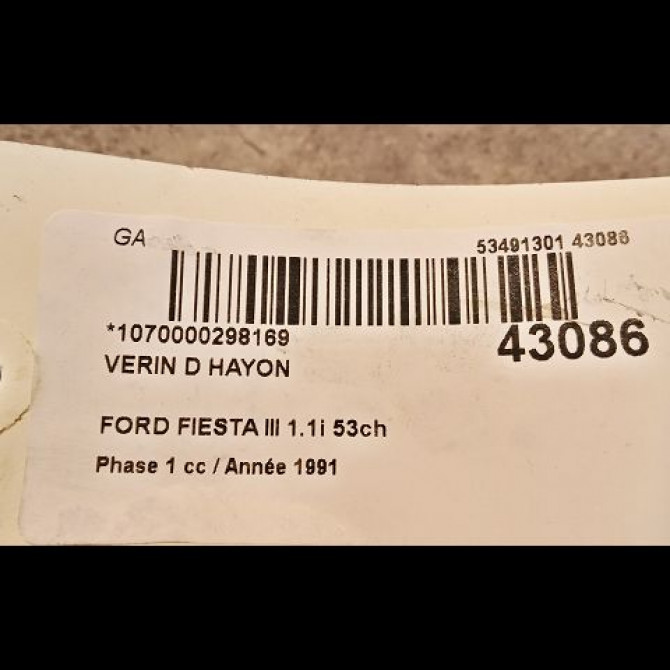 GA 53491301 43086
*1070000298169 43086
VERIN D HAYON
FORD FIESTA III 1.1i 53ch
Phase 1 cc / Année 1991